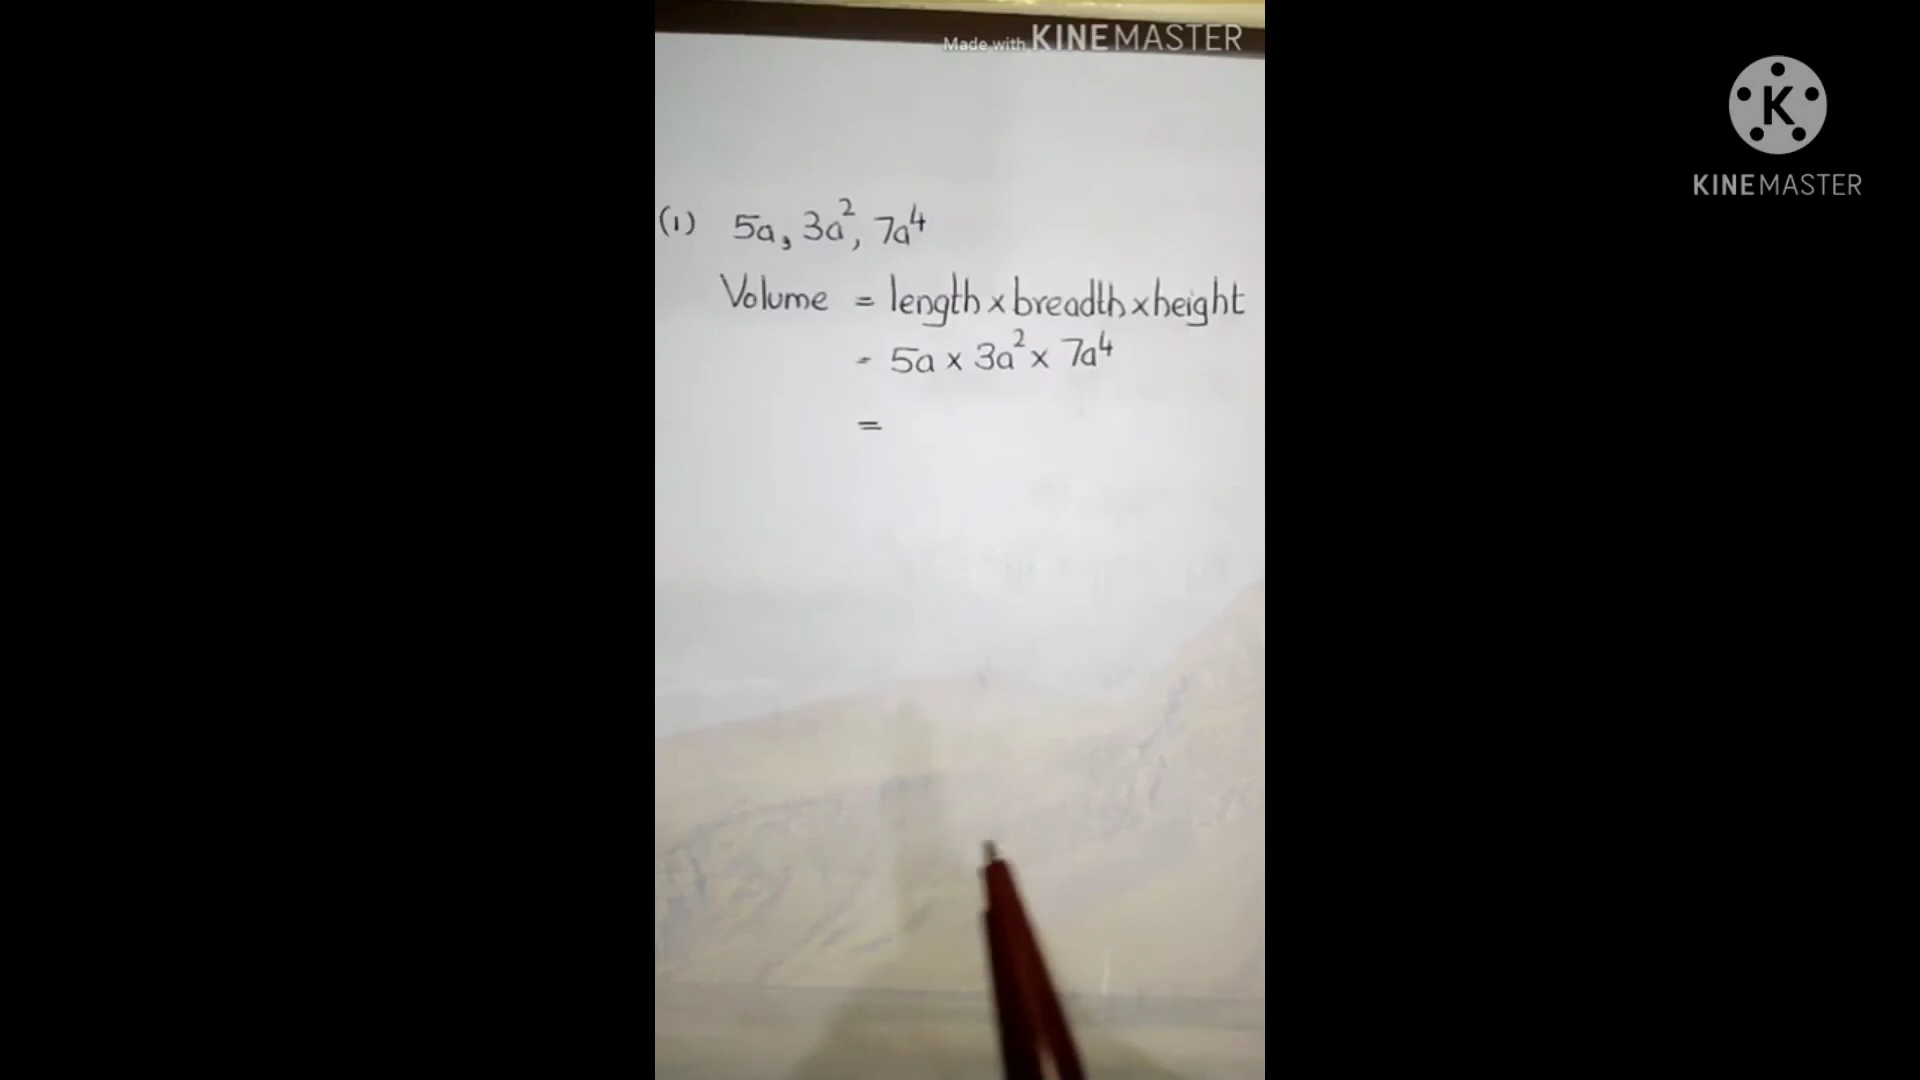 Made with KINEMASTER
K
KINEMASTER
(1) 5a, 3a², 7a⁴
Volume = length × breadth × height
= 5a × 3a² × 7a⁴
=